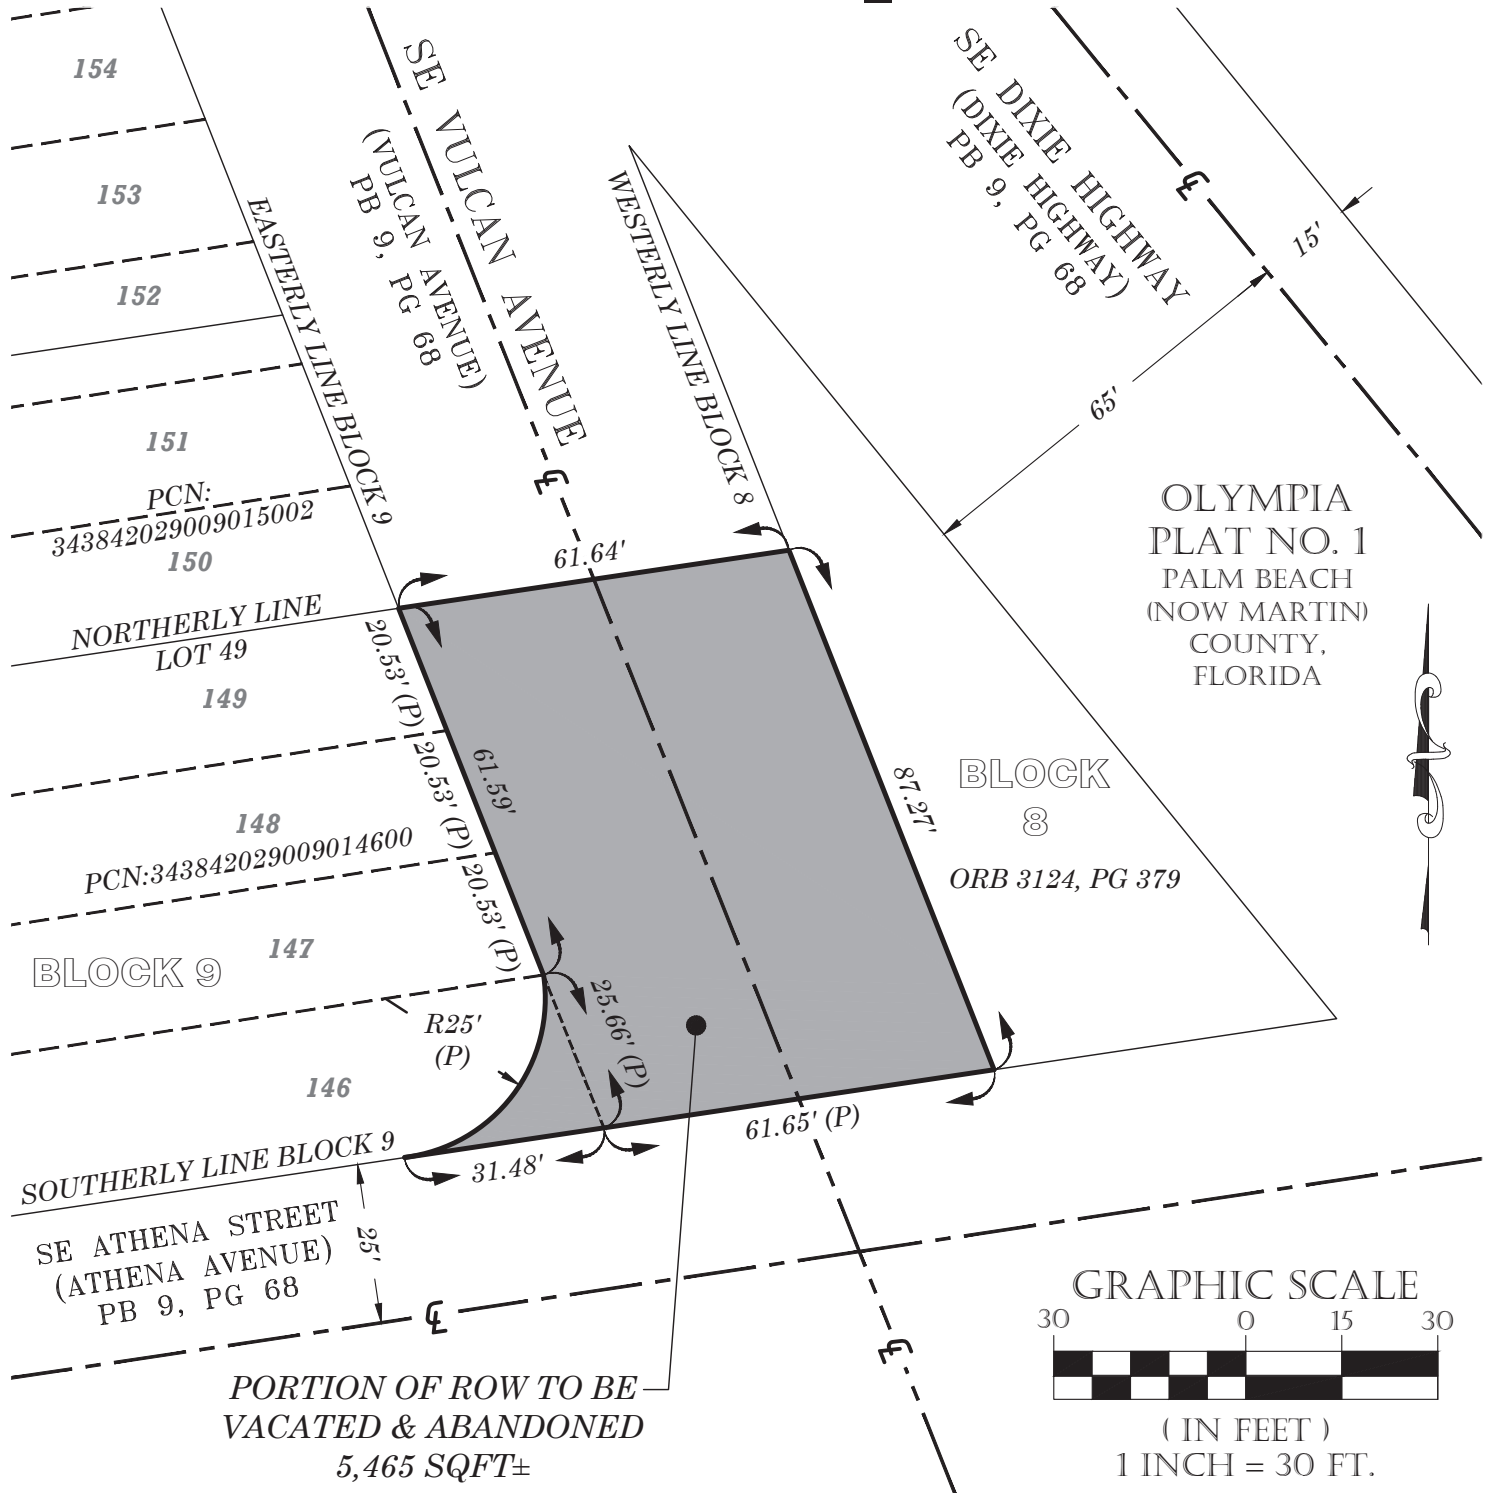 154
153
152
151
PCN:
343842029009015002
150
NORTHERLY LINE
LOT 49
149
148
PCN:343842029009014600
147
BLOCK 9
146
SOUTHERLY LINE BLOCK 9
SE ATHENA STREET
(ATHENA AVENUE)
PB 9, PG 68
25'
EASTERLY LINE BLOCK 9
SE VULCAN AVENUE
(VULCAN AVENUE)
PB 9, PG 68
WESTERLY LINE BLOCK 8
SE DIXIE HIGHWAY
(DIXIE HIGHWAY)
PB 9, PG 68
15'
65'
OLYMPIA
PLAT NO. 1
PALM BEACH
(NOW MARTIN)
COUNTY,
FLORIDA
61.64'
20.53' (P)
20.53' (P)
20.53' (P)
61.59'
87.27'
BLOCK
8
ORB 3124, PG 379
R25'
(P)
25.66' (P)
61.65' (P)
31.48'
PORTION OF ROW TO BE
VACATED & ABANDONED
5,465 SQFT±
GRAPHIC SCALE
30 0 15 30
( IN FEET )
1 INCH = 30 FT.